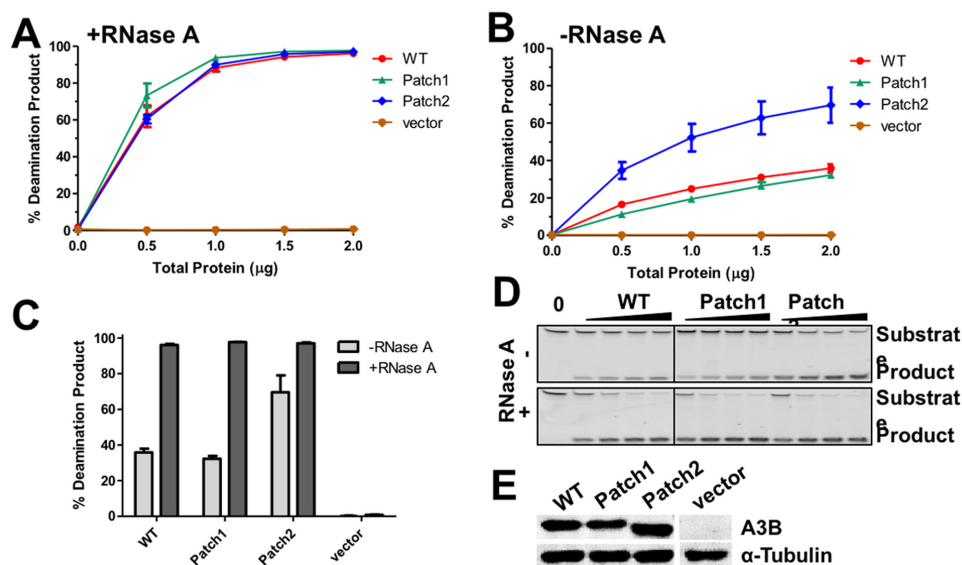 A
+RNase A
% Deamination Product
100
80
60
40
20
0
0.0
0.5
1.0
1.5
2.0
Total Protein (μg)
WT
Patch1
Patch2
vector
B
-RNase A
% Deamination Product
100
80
60
40
20
0
0.0
0.5
1.0
1.5
2.0
Total Protein (μg)
WT
Patch1
Patch2
vector
C
% Deamination Product
100
80
60
40
20
0
-RNase A
+RNase A
WT
Patch1
Patch2
vector
D
0
WT
Patch1
Patch
RNase A
-
+
Substrat
e
Product
Substrat
e
Product
E
WT
Patch1
Patch2
vector
A3B
α-Tubulin